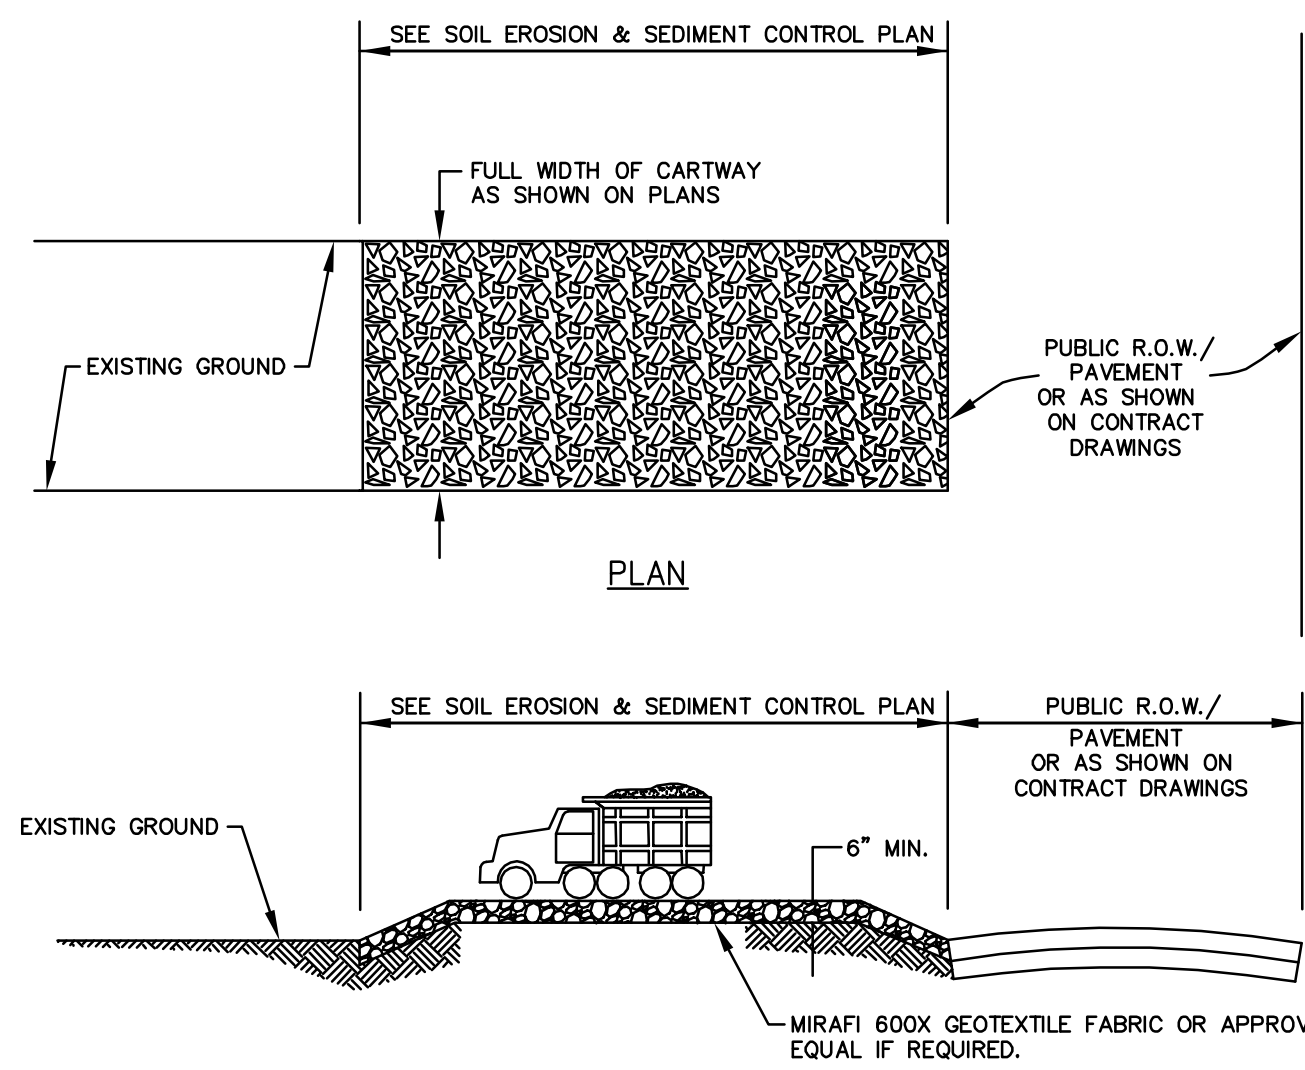 SEE SOIL EROSION & SEDIMENT CONTROL PLAN
FULL WIDTH OF CARTWAY
AS SHOWN ON PLANS
EXISTING GROUND
PUBLIC R.O.W./
PAVEMENT
OR AS SHOWN
ON CONTRACT
DRAWINGS
PLAN
SEE SOIL EROSION & SEDIMENT CONTROL PLAN
PUBLIC R.O.W./
PAVEMENT
OR AS SHOWN ON
CONTRACT DRAWINGS
EXISTING GROUND
6" MIN.
MIRAFI 600X GEOTEXTILE FABRIC OR APPROV
EQUAL IF REQUIRED.